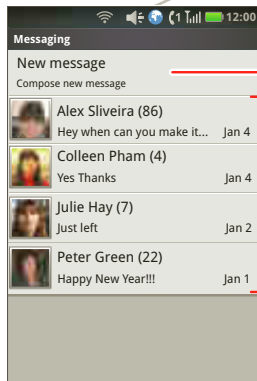 1 12:00
Messaging
New message
Compose new message
Alex Sliveira (86)
Hey when can you make it... Jan 4
Colleen Pham (4)
Yes Thanks Jan 4
Julie Hay (7)
Just left Jan 2
Peter Green (22)
Happy New Year!!! Jan 1